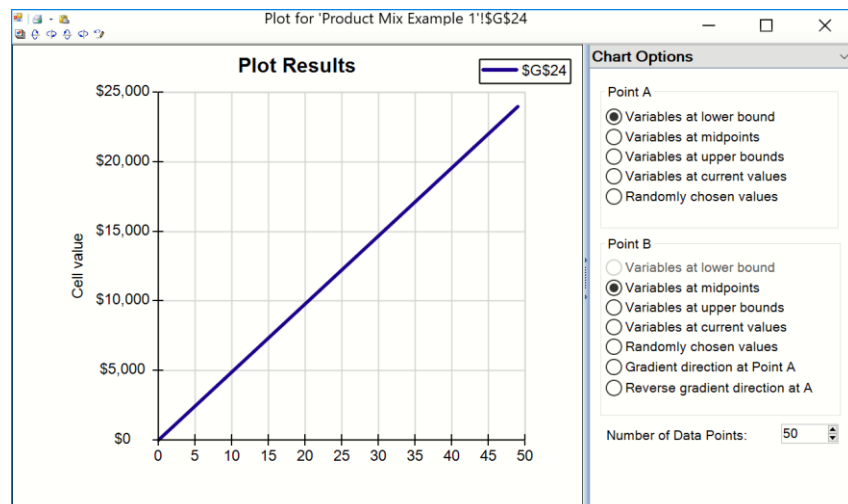 Plot for 'Product Mix Example 1'!$G$24
Plot Results
$G$24
$25,000
$20,000
$15,000
$10,000
$5,000
$0
Cell value
0 5 10 15 20 25 30 35 40 45 50
Chart Options
Point A
Variables at lower bound
Variables at midpoints
Variables at upper bounds
Variables at current values
Randomly chosen values
Point B
Variables at lower bound
Variables at midpoints
Variables at upper bounds
Variables at current values
Randomly chosen values
Gradient direction at Point A
Reverse gradient direction at A
Number of Data Points: 50